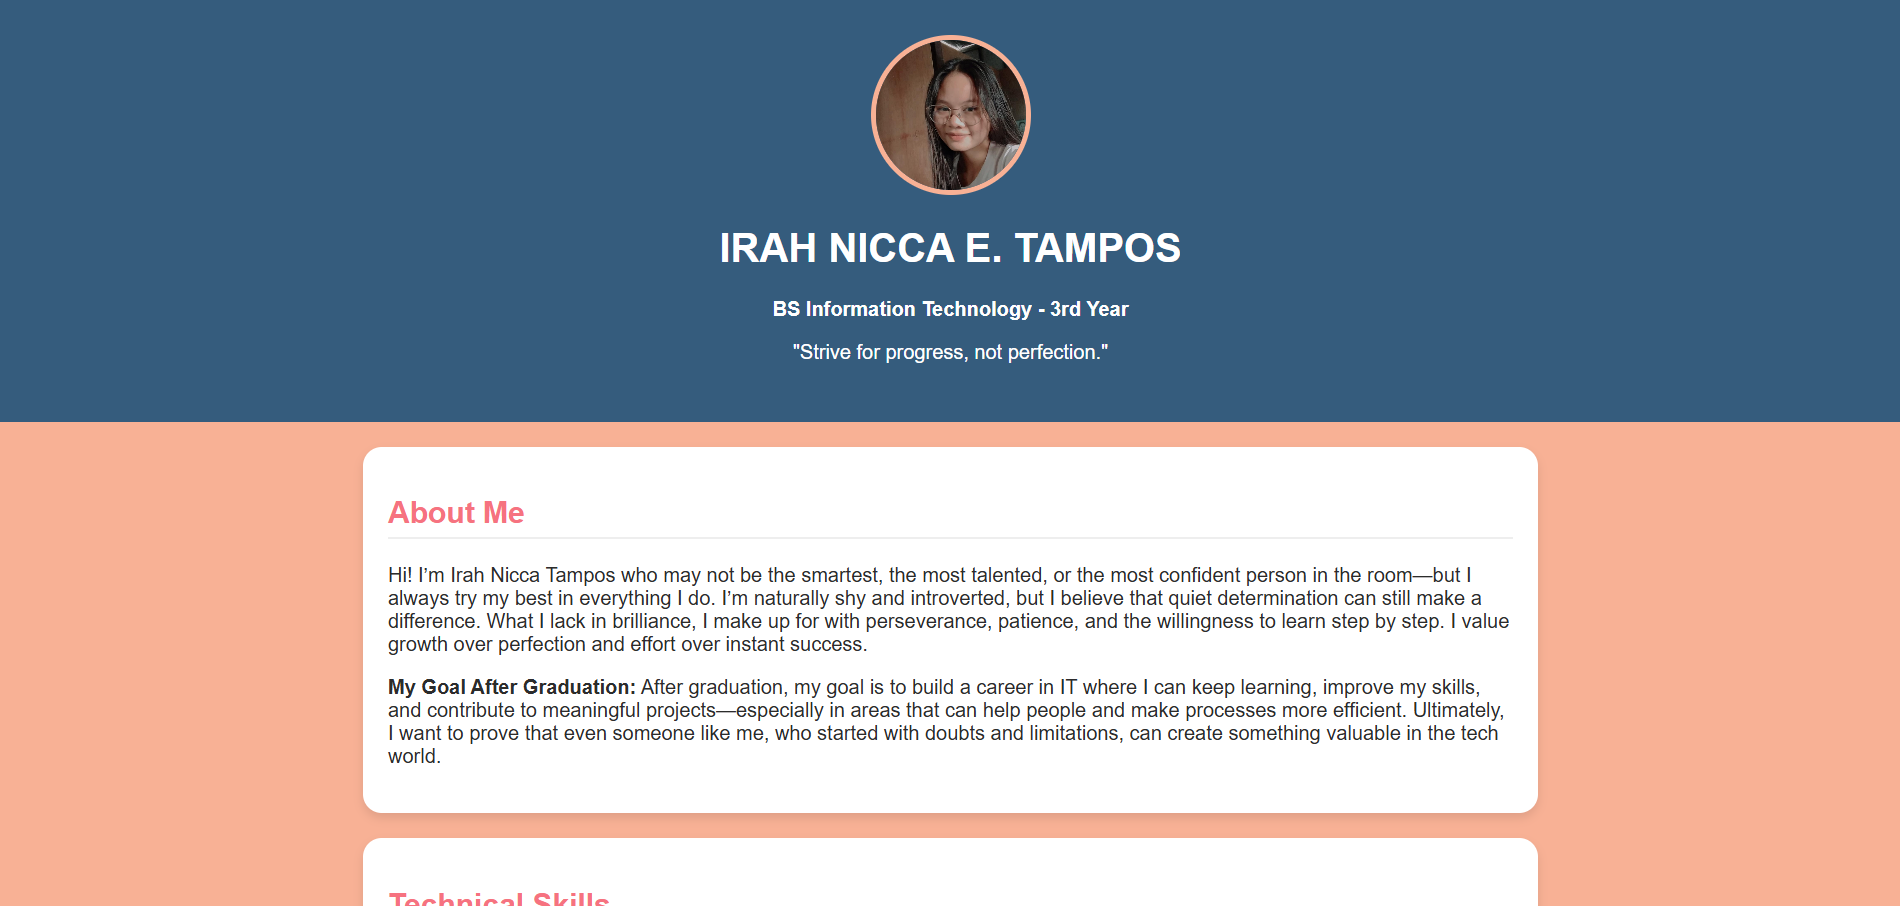 IRAH NICCA E. TAMPOS
BS Information Technology - 3rd Year
"Strive for progress, not perfection."
About Me
Hi! I’m Irah Nicca Tampos who may not be the smartest, the most talented, or the most confident person in the room—but I
always try my best in everything I do. I’m naturally shy and introverted, but I believe that quiet determination can still make a
difference. What I lack in brilliance, I make up for with perseverance, patience, and the willingness to learn step by step. I value
growth over perfection and effort over instant success.
My Goal After Graduation: After graduation, my goal is to build a career in IT where I can keep learning, improve my skills,
and contribute to meaningful projects—especially in areas that can help people and make processes more efficient. Ultimately,
I want to prove that even someone like me, who started with doubts and limitations, can create something valuable in the tech
world.
Technical Skills